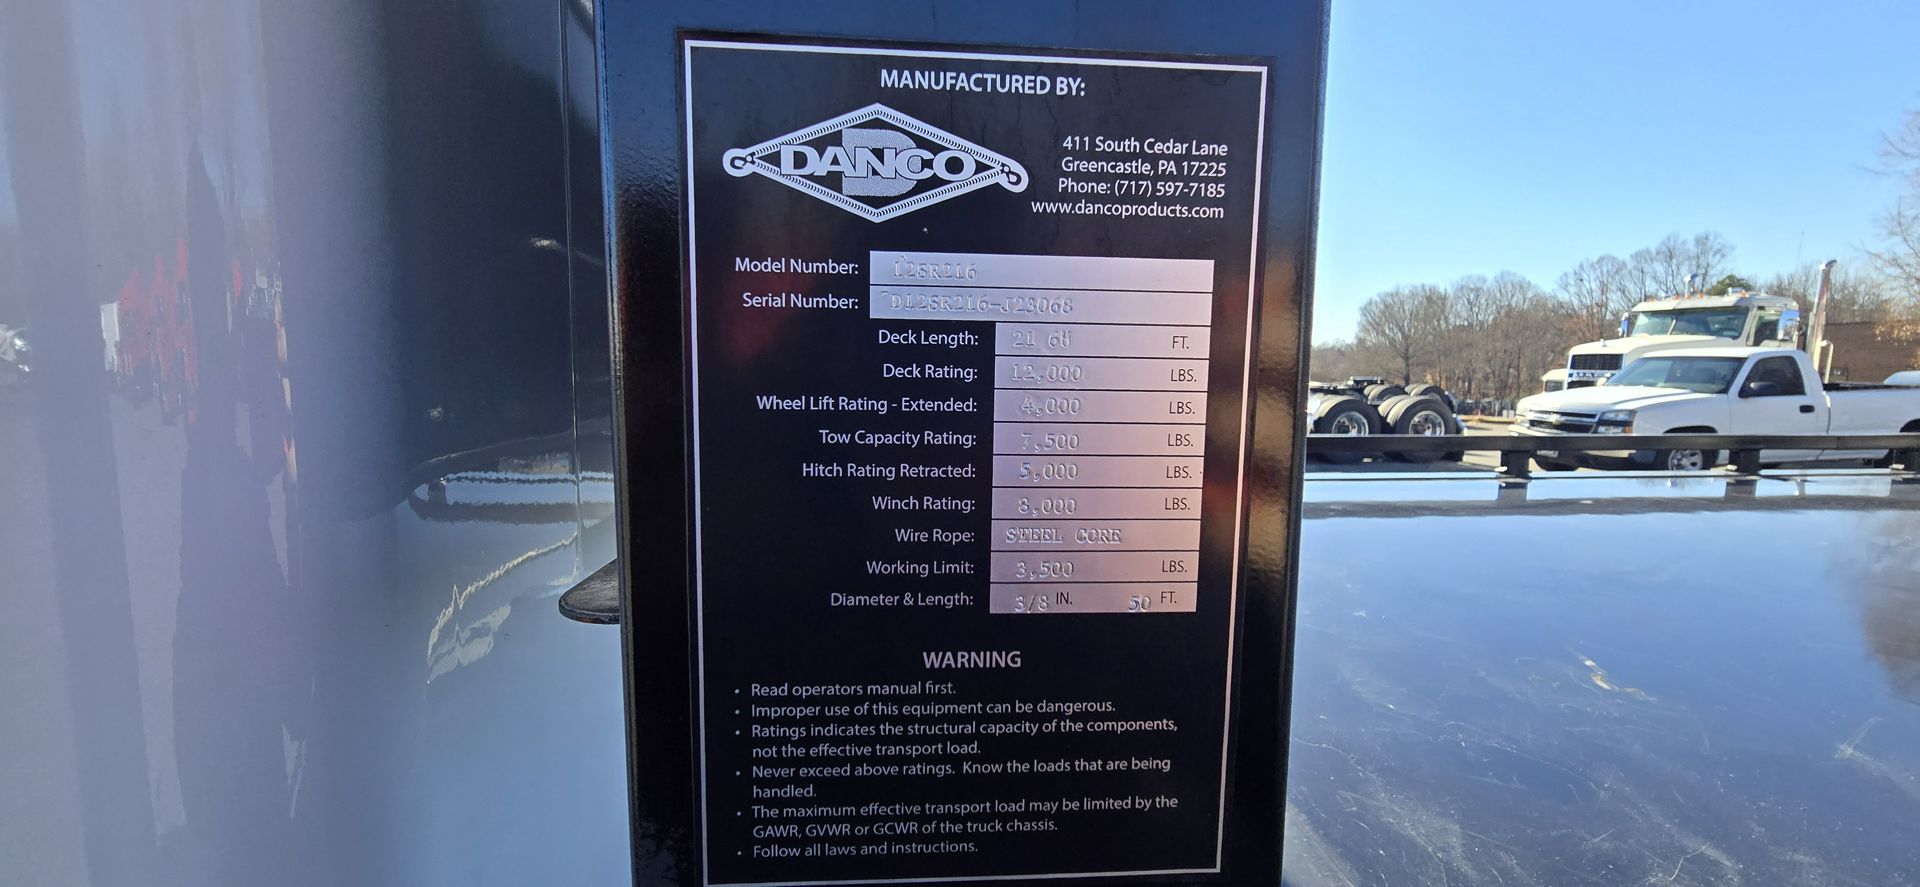 MANUFACTURED BY:
DANCO
411 South Cedar Lane
Greencastle, PA 17225
Phone: (717) 597-7185
www.dancoproducts.com
Model Number: 12SR216
Serial Number: D12SR216-J23068
Deck Length: 21 6" FT.
Deck Rating: 12,000 LBS.
Wheel Lift Rating - Extended: 4,000 LBS.
Tow Capacity Rating: 7,500 LBS.
Hitch Rating Retracted: 5,000 LBS.
Winch Rating: 8,000 LBS.
Wire Rope: STEEL CORE
Working Limit: 3,500 LBS.
Diameter & Length: 3/8 IN. 50 FT.
WARNING
• Read operators manual first.
• Improper use of this equipment can be dangerous.
• Ratings indicates the structural capacity of the components,
not the effective transport load.
• Never exceed above ratings. Know the loads that are being
handled.
• The maximum effective transport load may be limited by the
GAWR, GVWR or GCWR of the truck chassis.
• Follow all laws and instructions.